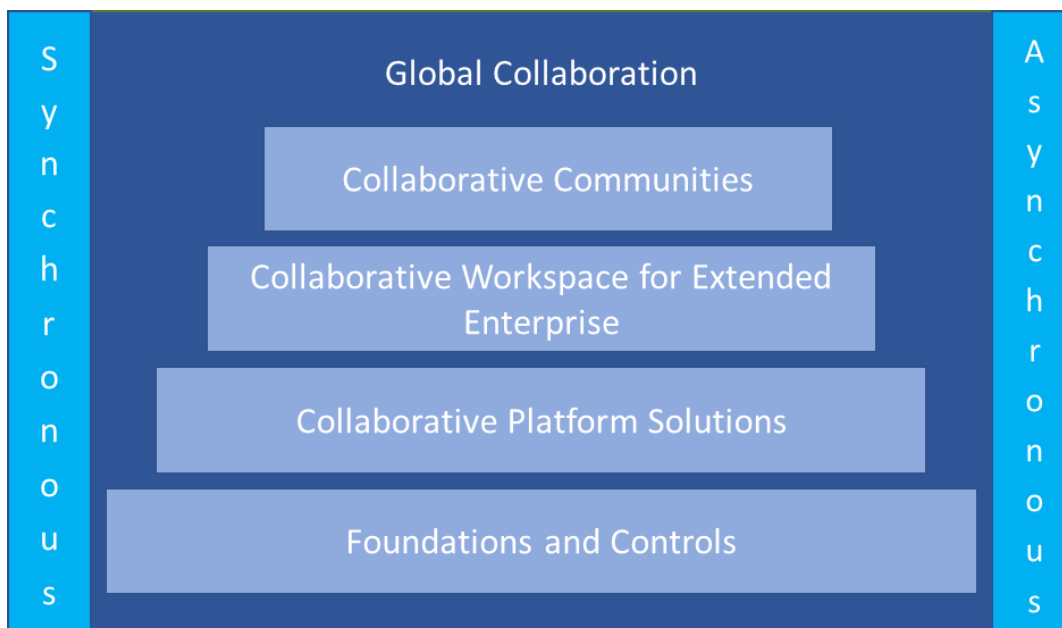 Synchronous
Global Collaboration
Collaborative Communities
Collaborative Workspace for Extended
Enterprise
Collaborative Platform Solutions
Foundations and Controls
Asynchronous